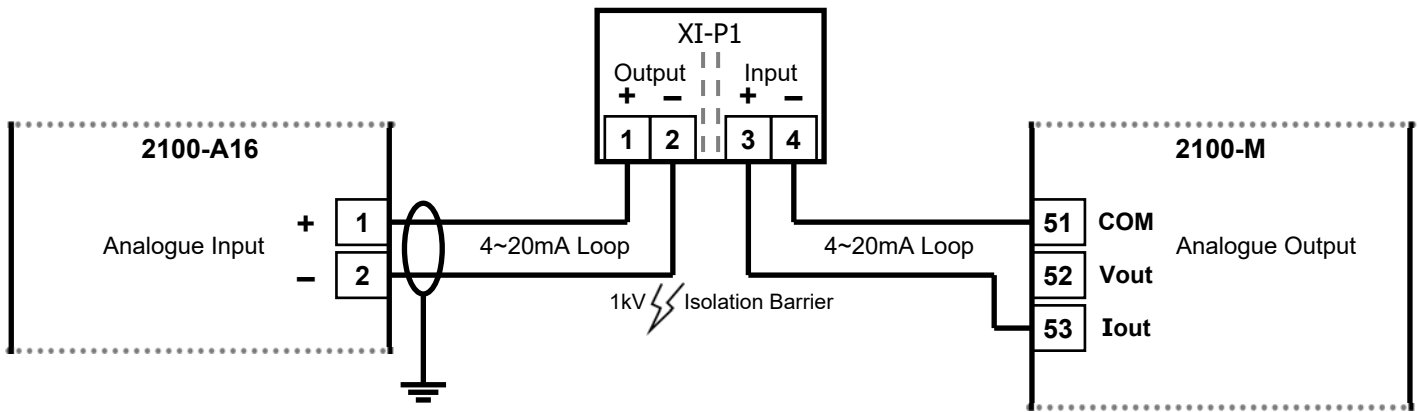 XI-P1
Output Input
+ − + −
1 2 3 4
2100-A16
+ 1
Analogue Input
− 2
4~20mA Loop
1kV Isolation Barrier
4~20mA Loop
2100-M
51 COM
Analogue Output
52 Vout
53 Iout